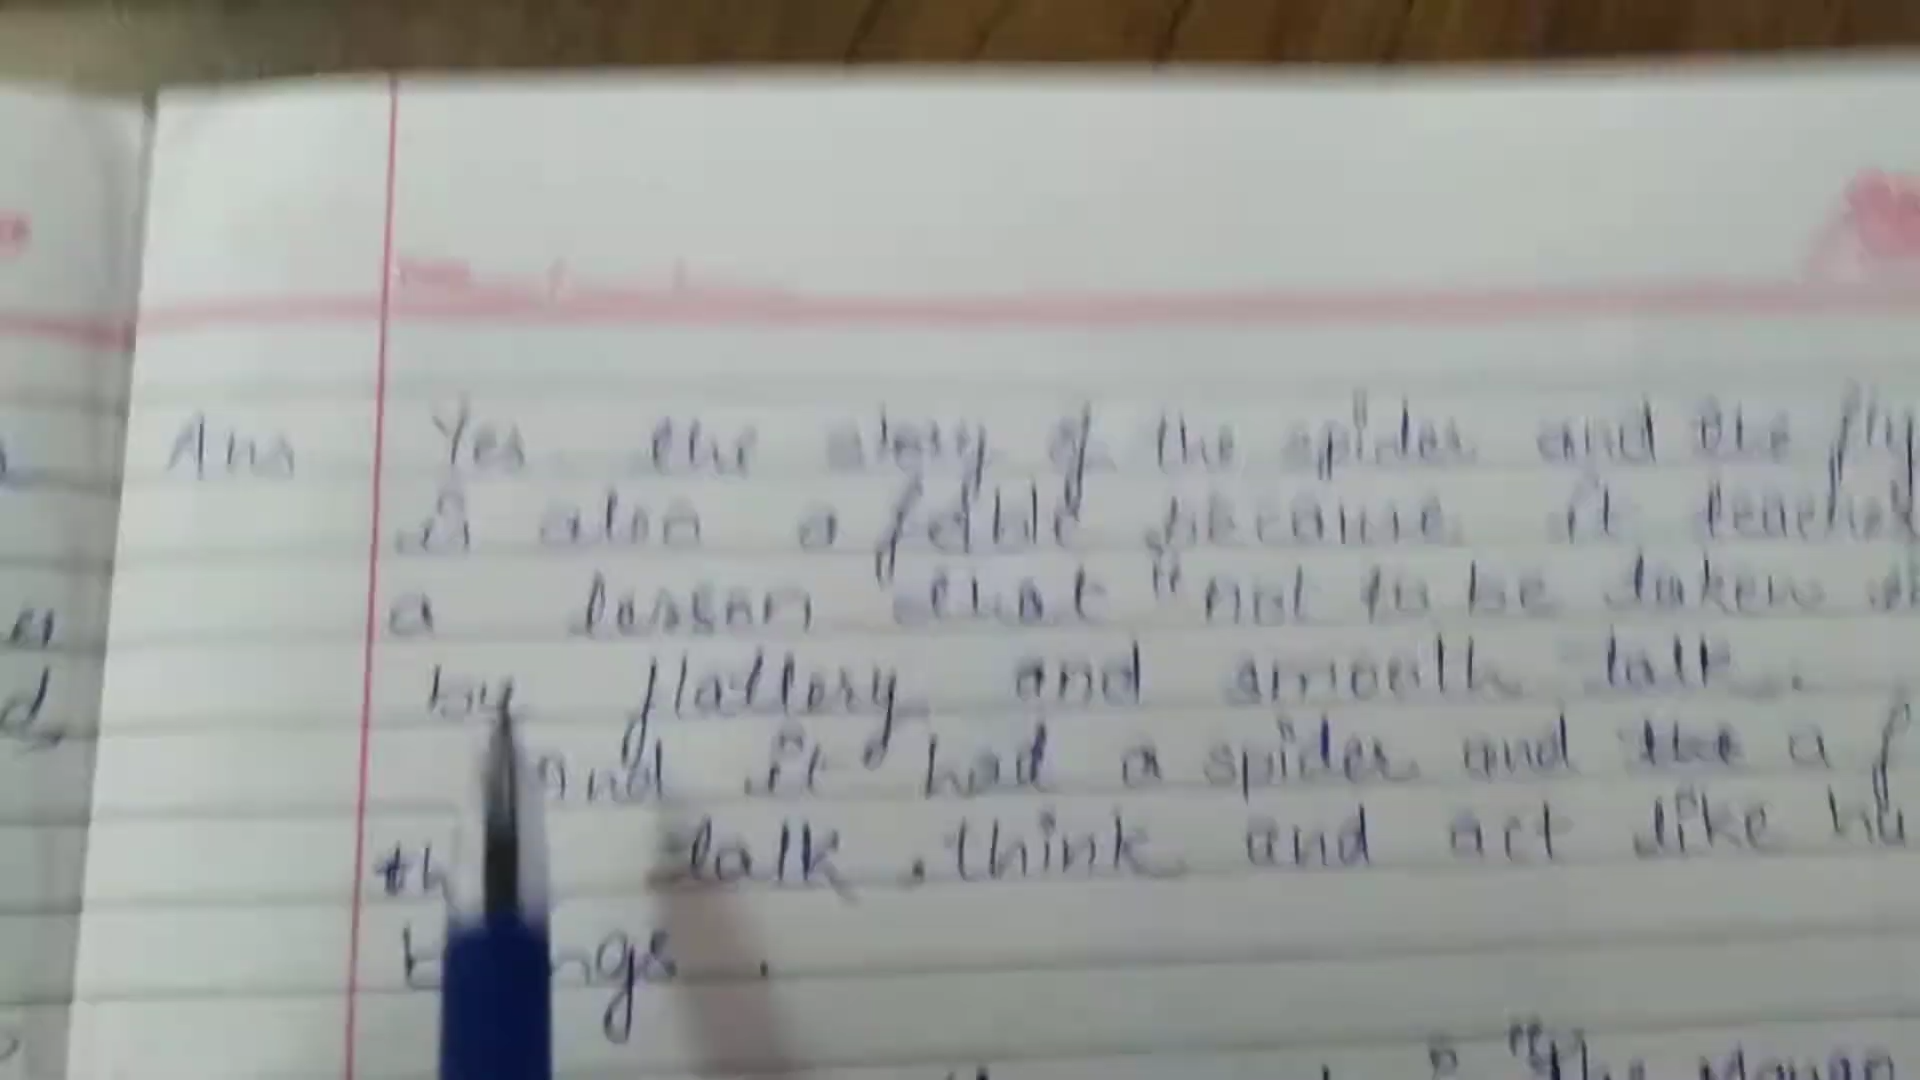 Ans Yes the story of the spider and the fly
is also a fable because it teaches
a lesson that "not to be taken
by flattery and smooth talk.
And it had a spider and the a
talk, think and act like hu
beings.
"The